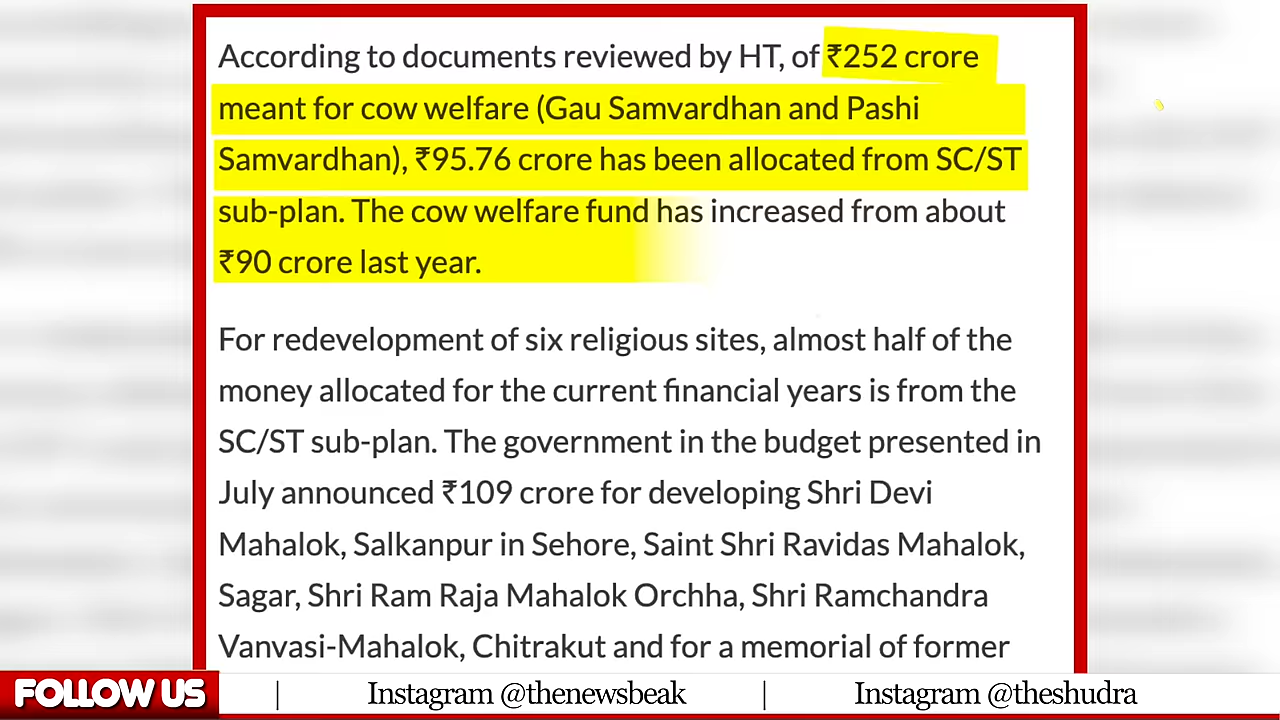 According to documents reviewed by HT, of ₹252 crore
meant for cow welfare (Gau Samvardhan and Pashi
Samvardhan), ₹95.76 crore has been allocated from SC/ST
sub-plan. The cow welfare fund has increased from about
₹90 crore last year.
For redevelopment of six religious sites, almost half of the
money allocated for the current financial years is from the
SC/ST sub-plan. The government in the budget presented in
July announced ₹109 crore for developing Shri Devi
Mahalok, Salkanpur in Sehore, Saint Shri Ravidas Mahalok,
Sagar, Shri Ram Raja Mahalok Orchha, Shri Ramchandra
Vanvasi-Mahalok, Chitrakut and for a memorial of former
FOLLOW US | Instagram @thenewsbeak | Instagram @theshudra